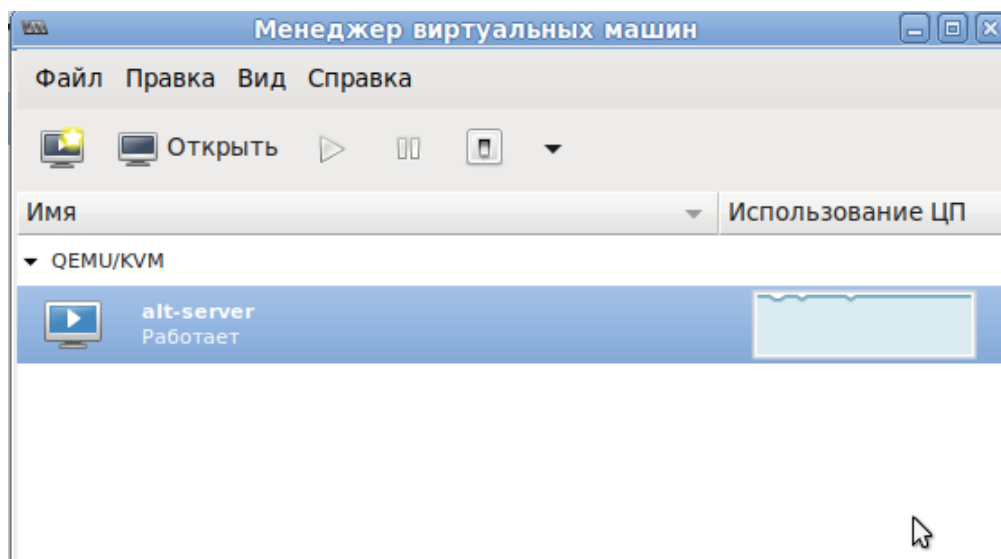 Менеджер виртуальных машин
Файл Правка Вид Справка
Открыть
Имя Использование ЦП
QEMU/KVM
alt-server
Работает